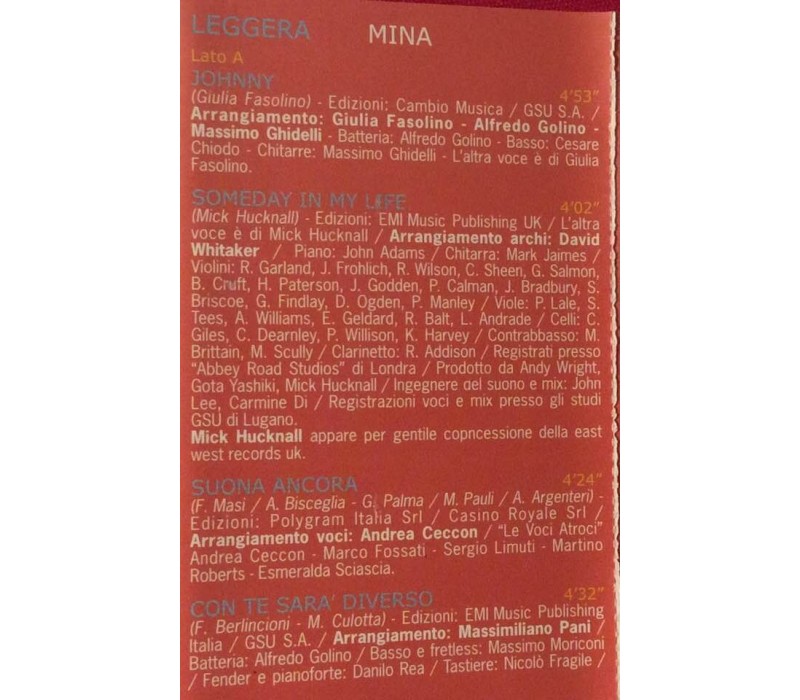 LEGGERA MINA
Lato A
JOHNNY 4'53"
(Giulia Fasolino) - Edizioni: Cambio Musica / GSU S.A. /
Arrangiamento: Giulia Fasolino - Alfredo Golino -
Massimo Ghidelli - Batteria: Alfredo Golino - Basso: Cesare
Chiodo - Chitarre: Massimo Ghidelli - L'altra voce è di Giulia
Fasolino.
SOMEDAY IN MY LIFE 4'02"
(Mick Hucknall) - Edizioni: EMI Music Publishing UK / L'altra
voce è di Mick Hucknall / Arrangiamento archi: David
Whitaker / Piano: John Adams / Chitarra: Mark Jaimes /
Violini: R. Garland, J. Frohlich, R. Wilson, C. Sheen, G. Salmon,
B. Cruft, H. Paterson, J. Godden, P. Calman, J. Bradbury, S.
Briscoe, G. Findlay, D. Ogden, P. Manley / Viole: P. Lale, S.
Tees, A. Williams, E. Geldard, R. Balt, L. Andrade / Celli: C.
Giles, C. Dearnley, P. Willison, K. Harvey / Contrabbasso: M.
Brittain, M. Scully / Clarinetto: R. Addison / Registrati presso
"Abbey Road Studios" di Londra / Prodotto da Andy Wright,
Gota Yashiki, Mick Hucknall / Ingegnere del suono e mix: John
Lee, Carmine Di / Registrazioni voci e mix presso gli studi
GSU di Lugano.
Mick Hucknall appare per gentile copncessione della east
west records uk.
SUONA ANCORA 4'24"
(F. Masi / A. Bisceglia - G. Palma / M. Pauli / A. Argenteri) -
Edizioni: Polygram Italia Srl / Casino Royale Srl /
Arrangiamento voci: Andrea Ceccon / "Le Voci Atroci"
Andrea Ceccon - Marco Fossati - Sergio Limuti - Martino
Roberts - Esmeralda Sciascia.
CON TE SARA' DIVERSO 4'32"
(F. Berlincioni - M. Culotta) - Edizioni: EMI Music Publishing
Italia / GSU S.A. / Arrangiamento: Massimiliano Pani /
Batteria: Alfredo Golino / Basso e fretless: Massimo Moriconi
/ Fender e pianoforte: Danilo Rea / Tastiere: Nicolò Fragile /